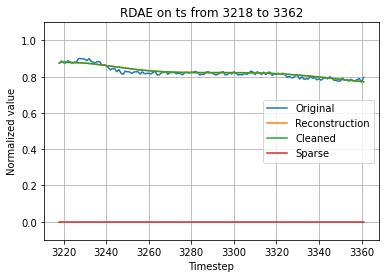 RDAE on ts from 3218 to 3362
Normalized value
1.0
0.8
0.6
0.4
0.2
0.0
Original
Reconstruction
Cleaned
Sparse
3220 3240 3260 3280 3300 3320 3340 3360
Timestep